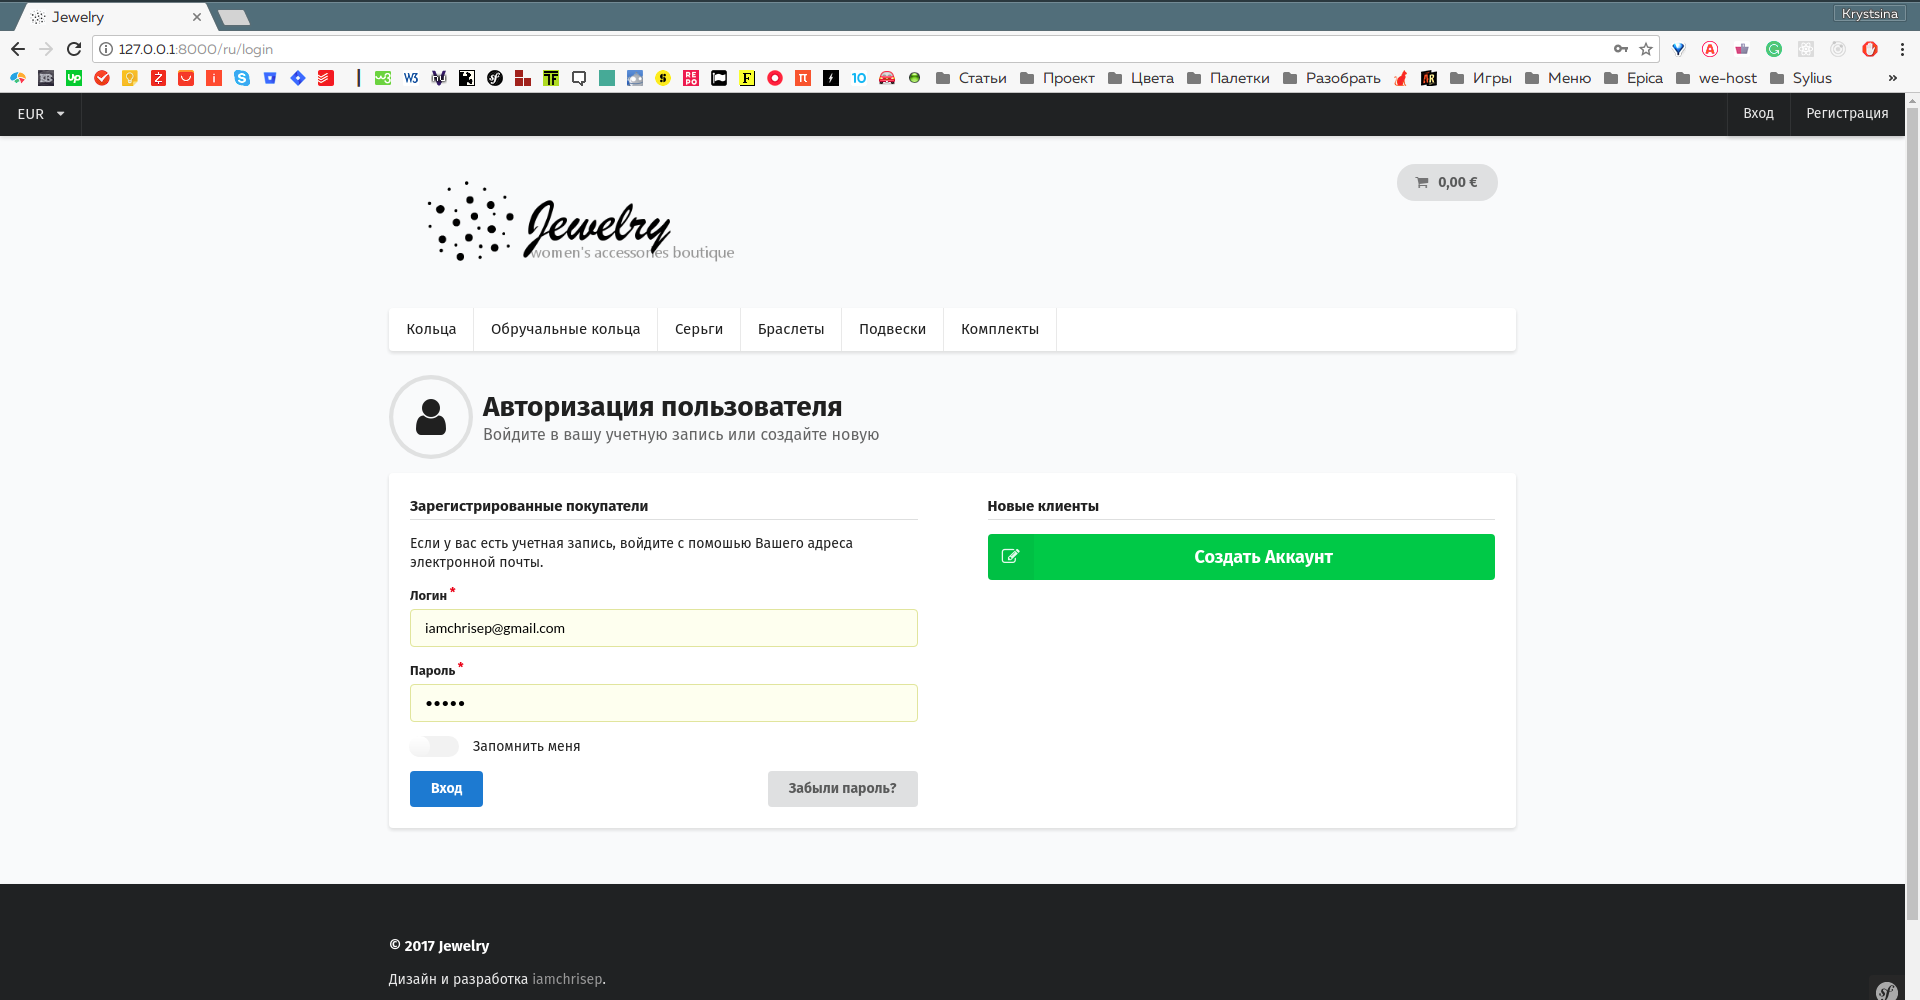 Jewelry
Krystsina
127.0.0.1:8000/ru/login
Статьи Проект Цвета Палетки Разобрать Игры Меню Epica we-host Sylius »
EUR
Вход Регистрация
0,00 €
Jewelry
women's accessories boutique
Кольца Обручальные кольца Серьги Браслеты Подвески Комплекты
Авторизация пользователя
Войдите в вашу учетную запись или создайте новую
Зарегистрированные покупатели
Если у вас есть учетная запись, войдите с помошью Вашего адреса
электронной почты.
Логин *
iamchrisep@gmail.com
Пароль *
•••••
Запомнить меня
Вход
Забыли пароль?
Новые клиенты
Создать Аккаунт
© 2017 Jewelry
Дизайн и разработка iamchrisep.